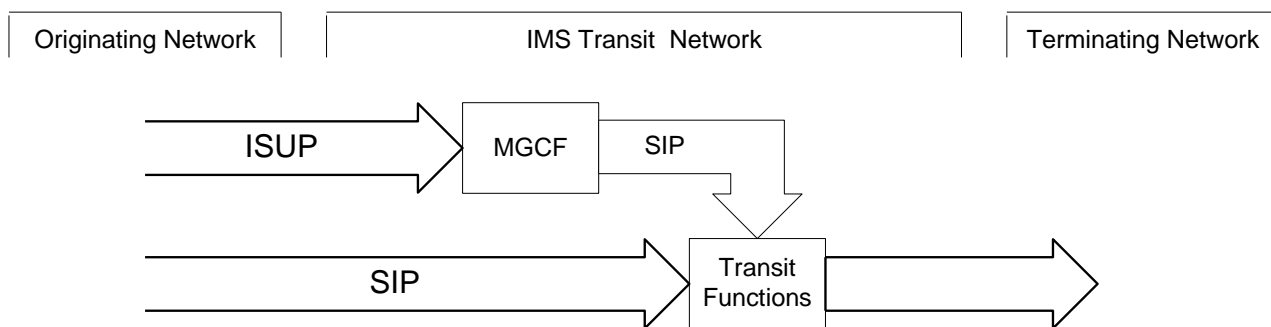 Originating Network
IMS Transit Network
Terminating Network
ISUP
MGCF
SIP
SIP
Transit
Functions